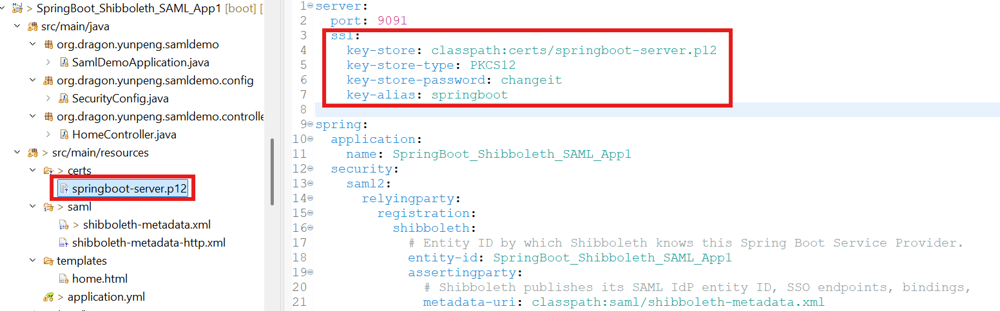 SpringBoot_Shibboleth_SAML_App1 [boot] [
src/main/java
org.dragon.yunpeng.samldemo
SamlDemoApplication.java
org.dragon.yunpeng.samldemo.config
SecurityConfig.java
org.dragon.yunpeng.samldemo.controlle
HomeController.java
> src/main/resources
> certs
springboot-server.p12
> saml
> shibboleth-metadata.xml
shibboleth-metadata-http.xml
templates
home.html
> application.yml
1 server:
2 port: 9091
3 ssl:
4 key-store: classpath:certs/springboot-server.p12
5 key-store-type: PKCS12
6 key-store-password: changeit
7 key-alias: springboot
8
9 spring:
10 application:
11 name: SpringBoot_Shibboleth_SAML_App1
12 security:
13 saml2:
14 relyingparty:
15 registration:
16 shibboleth:
17 # Entity ID by which Shibboleth knows this Spring Boot Service Provider.
18 entity-id: SpringBoot_Shibboleth_SAML_App1
19 assertingparty:
20 # Shibboleth publishes its SAML IdP entity ID, SSO endpoints, bindings,
21 metadata-uri: classpath:saml/shibboleth-metadata.xml